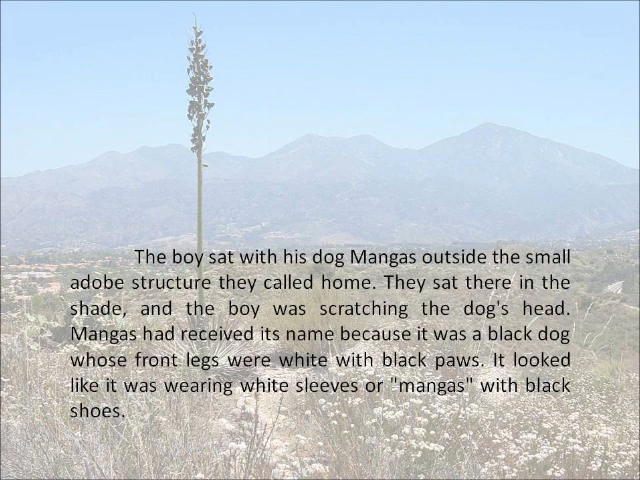 The boy sat with his dog Mangas outside the small
adobe structure they called home. They sat there in the
shade, and the boy was scratching the dog's head.
Mangas had received its name because it was a black dog
whose front legs were white with black paws. It looked
like it was wearing white sleeves or "mangas" with black
shoes.